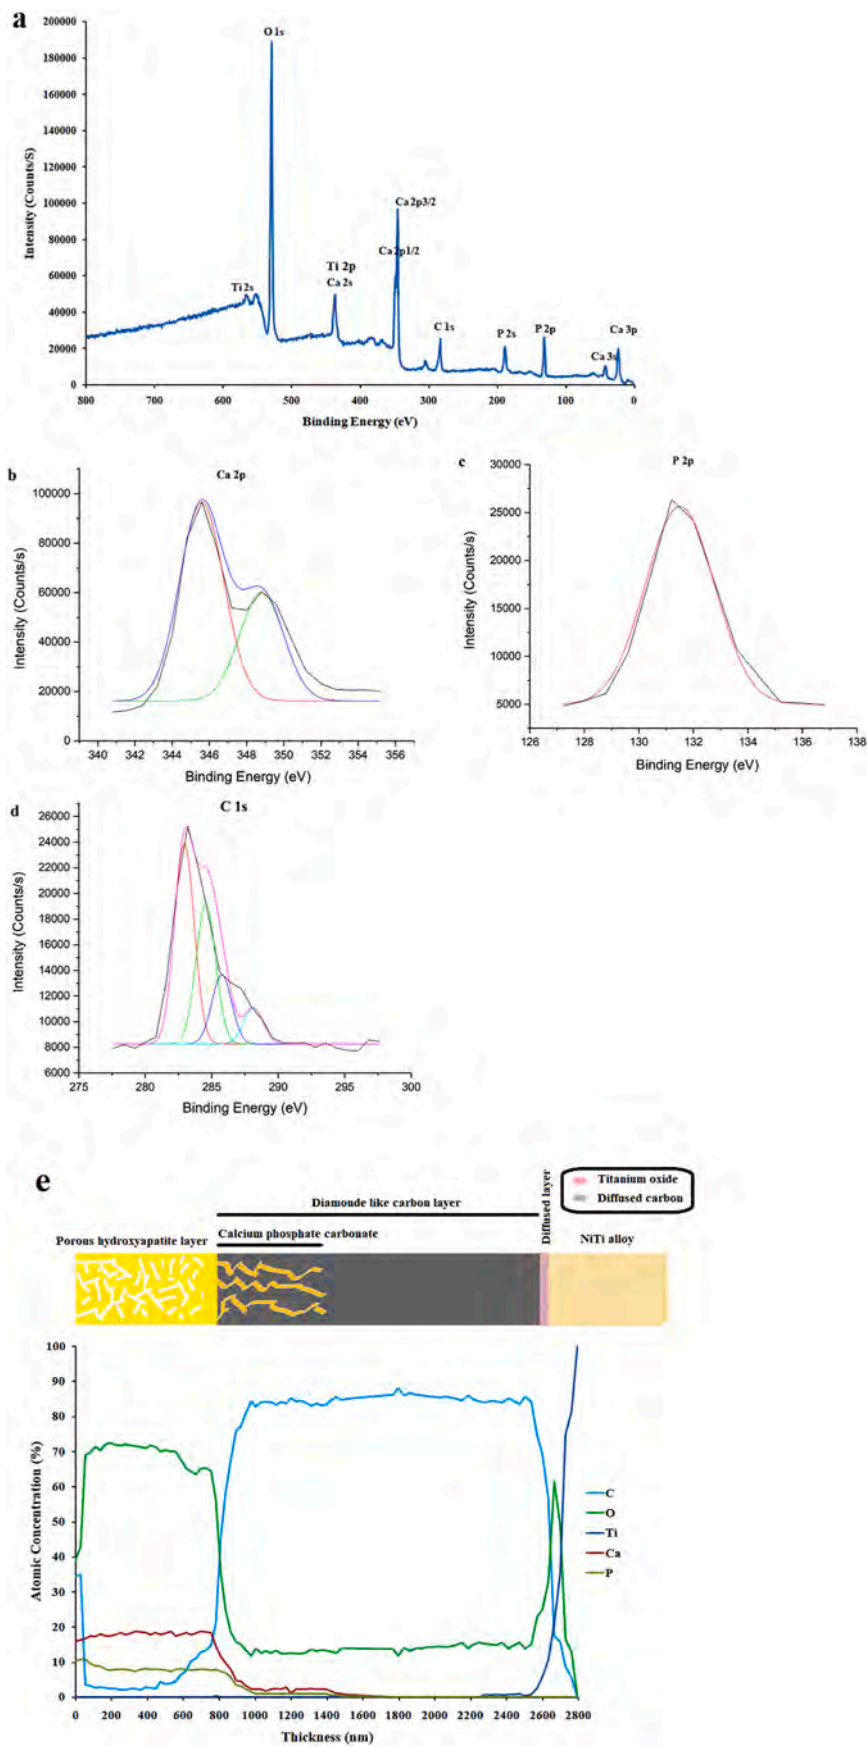 a
200000
180000
160000
140000
120000
100000
80000
60000
40000
20000
0
Intensity (Counts/S)
O 1s
Ca 2p3/2
Ca 2p1/2
Ti 2p
Ca 2s
Ti 2s
C 1s
P 2s
P 2p
Ca 3p
Ca 3s
800 700 600 500 400 300 200 100 0
Binding Energy (eV)
b
Ca 2p
100000
80000
60000
40000
20000
0
Intensity (Counts/s)
340 342 344 346 348 350 352 354 356
Binding Energy (eV)
c
P 2p
30000
25000
20000
15000
10000
5000
Intensity (Counts/s)
126 128 130 132 134 136 138
Binding Energy (eV)
d
C 1s
26000
24000
22000
20000
18000
16000
14000
12000
10000
8000
6000
Intensity (Counts/s)
275 280 285 290 295 300
Binding Energy (eV)
e
Titanium oxide
Diffused carbon
Diamonde like carbon layer
Diffused layer
Calcium phosphate carbonate
Porous hydroxyapatite layer
NiTi alloy
100
90
80
70
60
50
40
30
20
10
0
Atomic Concentration (%)
C
O
Ti
Ca
P
0 200 400 600 800 1000 1200 1400 1600 1800 2000 2200 2400 2600 2800
Thickness (nm)